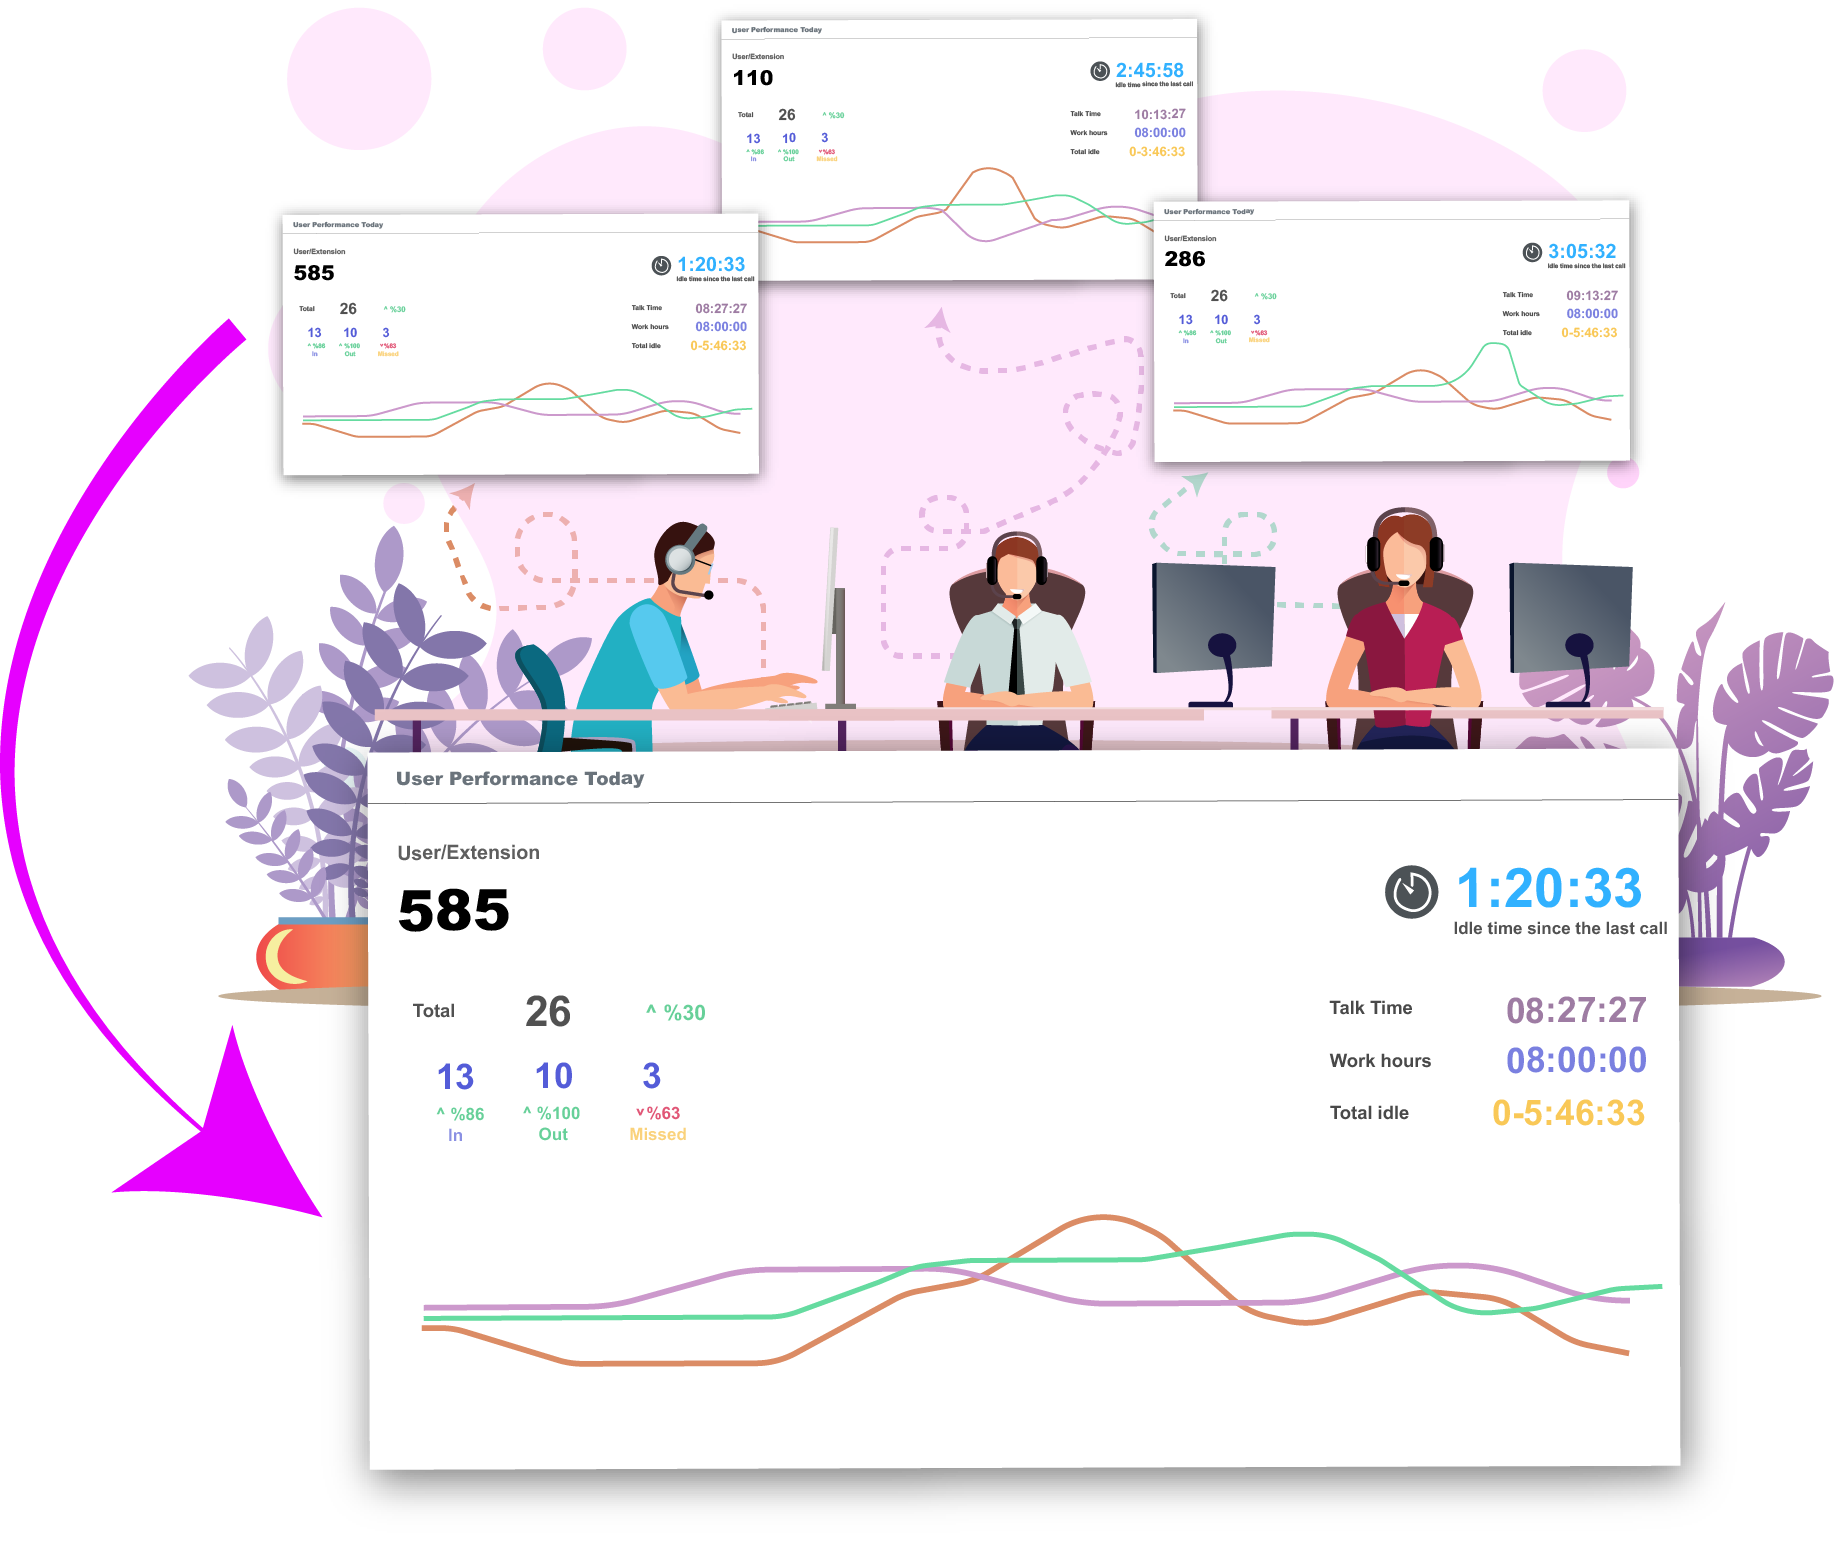 User Performance Today
User/Extension
110
2:45:58
Idle time since the last call
Total 26 ^ %30
13 10 3
^ %86 ^ %100 v %63
In Out Missed
Talk Time 10:13:27
Work hours 08:00:00
Total idle 0-3:46:33
User Performance Today
User/Extension
585
1:20:33
Idle time since the last call
Total 26 ^ %30
13 10 3
^ %86 ^ %100 v %63
In Out Missed
Talk Time 08:27:27
Work hours 08:00:00
Total idle 0-5:46:33
User Performance Today
User/Extension
286
3:05:32
Idle time since the last call
Total 26 ^ %30
13 10 3
^ %86 ^ %100 v %63
In Out Missed
Talk Time 09:13:27
Work hours 08:00:00
Total idle 0-5:46:33
User Performance Today
User/Extension
585
1:20:33
Idle time since the last call
Total 26 ^ %30
13 10 3
^ %86 ^ %100 v %63
In Out Missed
Talk Time 08:27:27
Work hours 08:00:00
Total idle 0-5:46:33